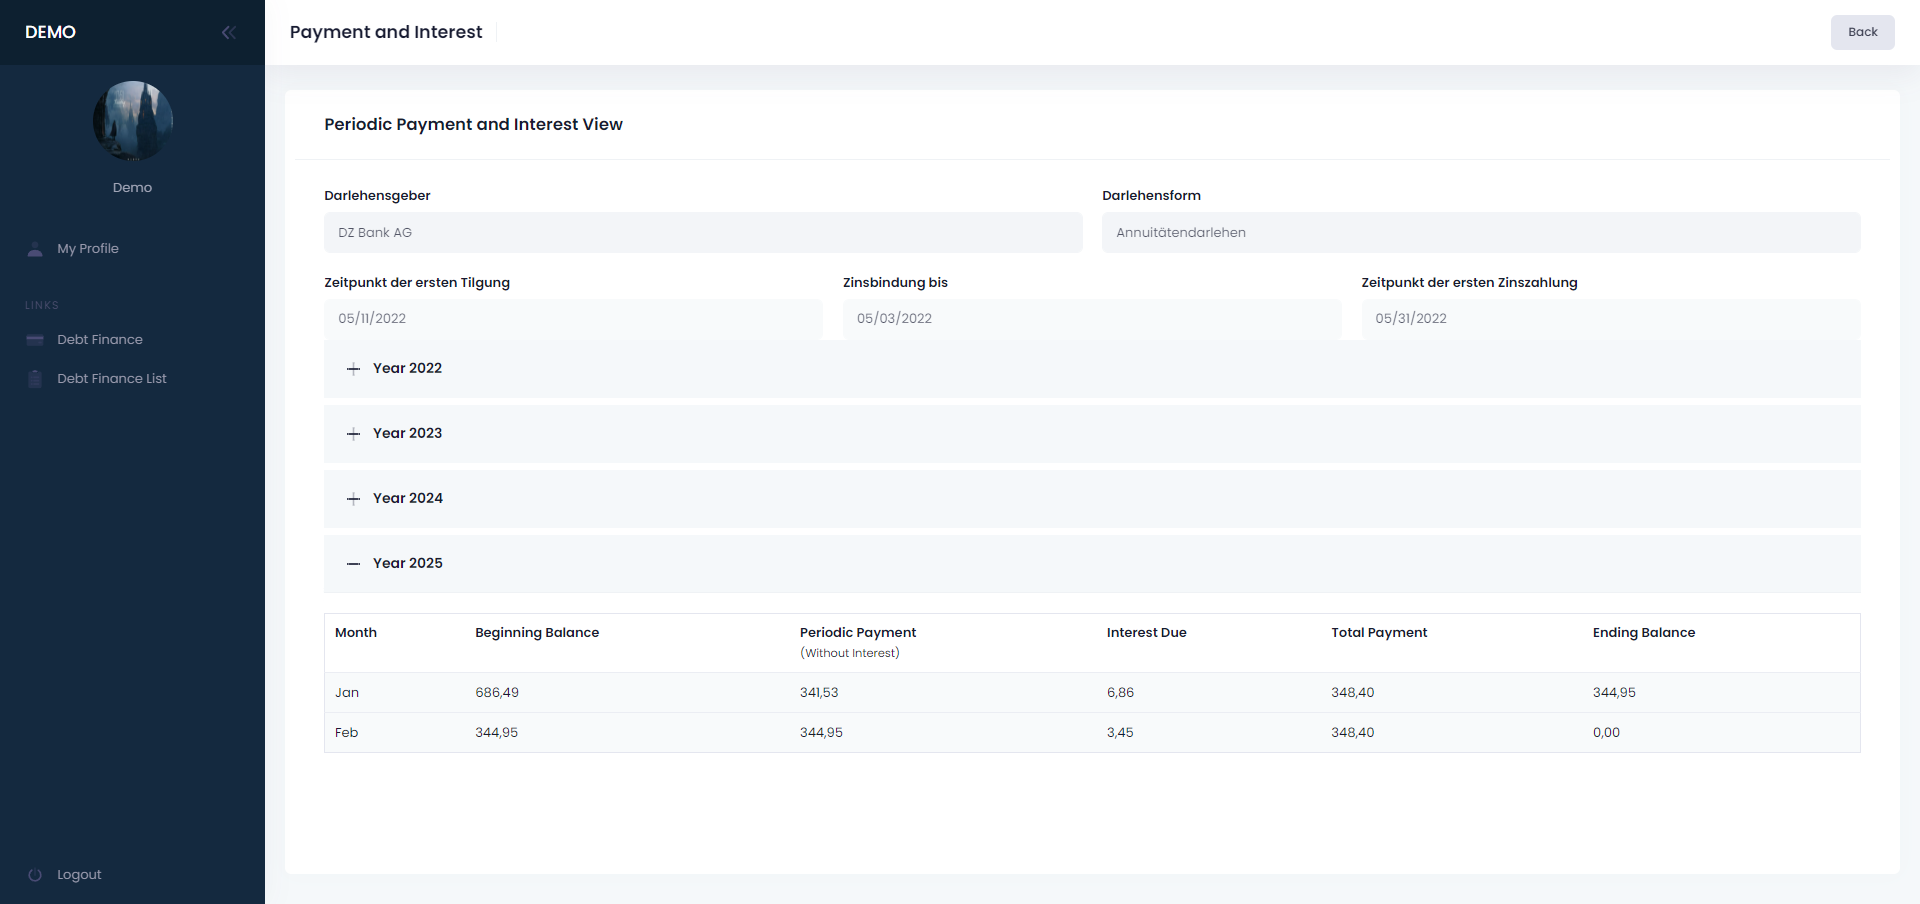 DEMO
Payment and Interest
Back
Demo
My Profile
LINKS
Debt Finance
Debt Finance List
Logout
Periodic Payment and Interest View
Darlehensgeber
Darlehensform
DZ Bank AG
Annuitätendarlehen
Zeitpunkt der ersten Tilgung
Zinsbindung bis
Zeitpunkt der ersten Zinszahlung
05/11/2022
05/03/2022
05/31/2022
Year 2022
Year 2023
Year 2024
Year 2025
Month Beginning Balance Periodic Payment Interest Due Total Payment Ending Balance
(Without Interest)
Jan 686,49 341,53 6,86 348,40 344,95
Feb 344,95 344,95 3,45 348,40 0,00